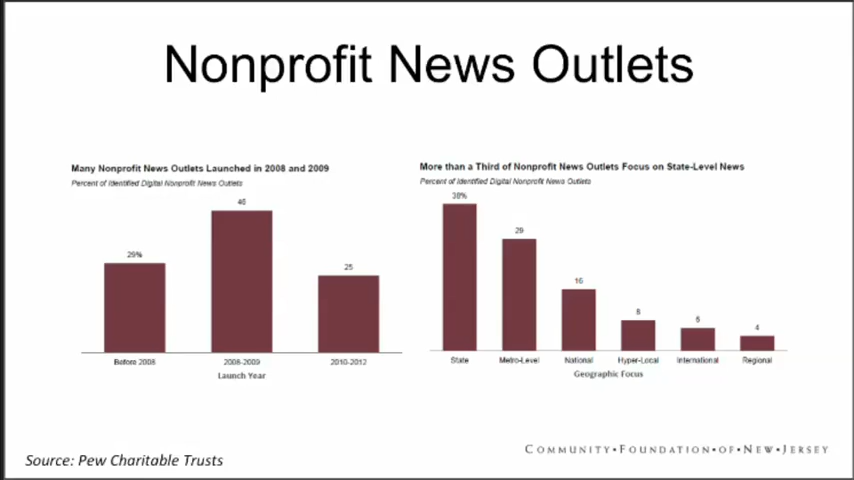 Nonprofit News Outlets
Many Nonprofit News Outlets Launched in 2008 and 2009
Percent of Identified Digital Nonprofit News Outlets
29%
46
25
Before 2008
2008-2009
2010-2012
Launch Year
More than a Third of Nonprofit News Outlets Focus on State-Level News
Percent of Identified Digital Nonprofit News Outlets
38%
29
16
8
6
4
State
Metro-Level
National
Hyper-Local
International
Regional
Geographic Focus
Source: Pew Charitable Trusts
COMMUNITY•FOUNDATION•OF•NEW•JERSEY